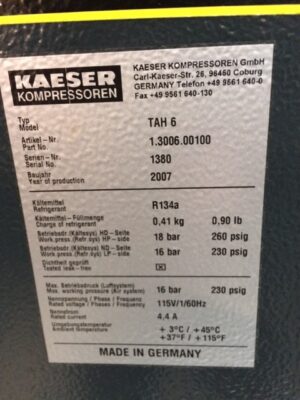 KAESER
KOMPRESSOREN
KAESER KOMPRESSOREN GmbH
Carl-Kaeser-Str. 26, 96460 Coburg
GERMANY Telefon +49 9561 640-0
Fax +49 9561 640-130
Typ
Model
TAH 6
Artikel-Nr.
Part No.
1.3006.00100
Serien-Nr.
Serial No.
1380
Baujahr
Year of production
2007
Kältemittel
Refrigerant
R134a
Kältemittel-Füllmenge
Charge of refrigerant
0,41 kg 0,90 lb
Betriebsdr.(Kältesys) HD-Seite
Work.press.(Refr.sys) HP-side
18 bar 260 psig
Betriebsdr.(Kältesys) ND-Seite
Work.press.(Refr.sys) LP-side
16 bar 230 psig
Dichtheit geprüft
Tested leak-free
Max. Betriebsdruck (Luftsystem)
Max. working pressure (Air system)
16 bar 230 psig
Nennspannung / Phase / Frequenz
Rated voltage / Phases / Frequency
115V/1/60Hz
Nennstrom
Rated current
4.4 A
Umgebungstemperatur
Ambient temperature
+ 3°C / +45°C
+37°F / +115°F
MADE IN GERMANY